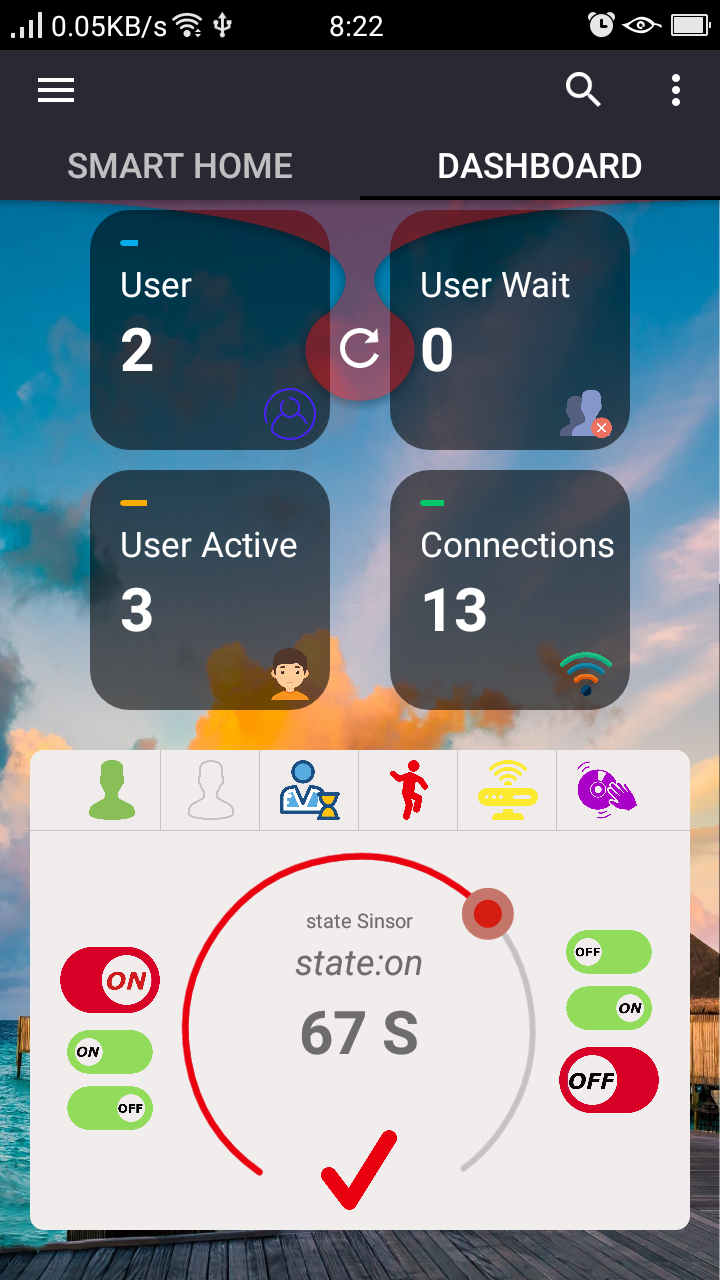 0.05KB/s 8:22
SMART HOME DASHBOARD
User
2
User Wait
0
User Active
3
Connections
13
state Sinsor
state:on
67 S
ON
ON
OFF
OFF
ON
OFF